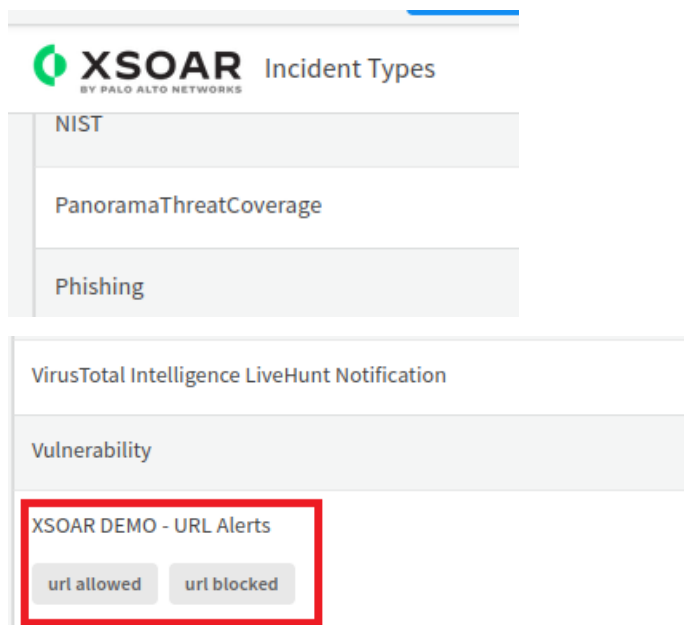 XSOAR Incident Types
BY PALO ALTO NETWORKS
NIST
PanoramaThreatCoverage
Phishing
VirusTotal Intelligence LiveHunt Notification
Vulnerability
XSOAR DEMO - URL Alerts
url allowed url blocked